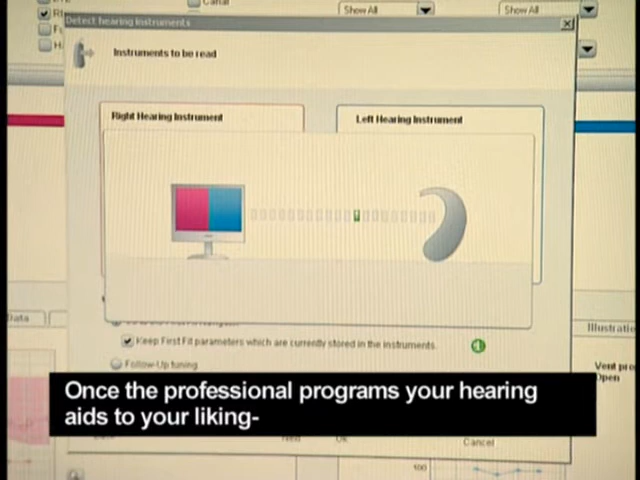 Canal
Show All
Show All
Detect hearing instruments
Instruments to be read
Right Hearing Instrument
Left Hearing Instrument
Keep First Fit parameters which are currently stored in the instruments.
Follow-Up tuning
Data
Once the professional programs your hearing
aids to your liking-
Cancel
100